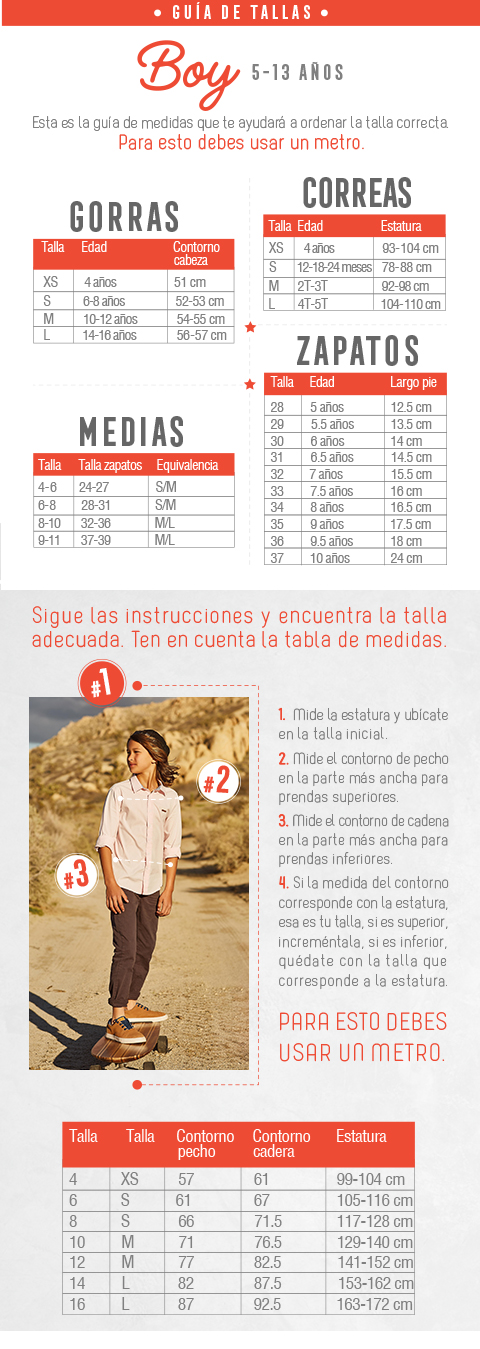 • GUÍA DE TALLAS •
Boy 5-13 AÑOS
Esta es la guía de medidas que te ayudará a ordenar la talla correcta.
Para esto debes usar un metro.
GORRAS
Talla Edad Contorno cabeza
XS 4 años 51 cm
S 6-8 años 52-53 cm
M 10-12 años 54-55 cm
L 14-16 años 56-57 cm
CORREAS
Talla Edad Estatura
XS 4 años 93-104 cm
S 12-18-24 meses 78-88 cm
M 2T-3T 92-98 cm
L 4T-5T 104-110 cm
MEDIAS
Talla Talla zapatos Equivalencia
4-6 24-27 S/M
6-8 28-31 S/M
8-10 32-36 M/L
9-11 37-39 M/L
ZAPATOS
Talla Edad Largo pie
28 5 años 12.5 cm
29 5.5 años 13.5 cm
30 6 años 14 cm
31 6.5 años 14.5 cm
32 7 años 15.5 cm
33 7.5 años 16 cm
34 8 años 16.5 cm
35 9 años 17.5 cm
36 9.5 años 18 cm
37 10 años 24 cm
Sigue las instrucciones y encuentra la talla
adecuada. Ten en cuenta la tabla de medidas.
#1
#2
#3
1. Mide la estatura y ubícate
en la talla inicial.
2. Mide el contorno de pecho
en la parte más ancha para
prendas superiores.
3. Mide el contorno de cadena
en la parte más ancha para
prendas inferiores.
4. Si la medida del contorno
corresponde con la estatura,
esa es tu talla, si es superior,
increméntala, si es inferior,
quédate con la talla que
corresponde a la estatura.
PARA ESTO DEBES
USAR UN METRO.
Talla Talla Contorno pecho Contorno cadera Estatura
4 XS 57 61 99-104 cm
6 S 61 67 105-116 cm
8 S 66 71.5 117-128 cm
10 M 71 76.5 129-140 cm
12 M 77 82.5 141-152 cm
14 L 82 87.5 153-162 cm
16 L 87 92.5 163-172 cm